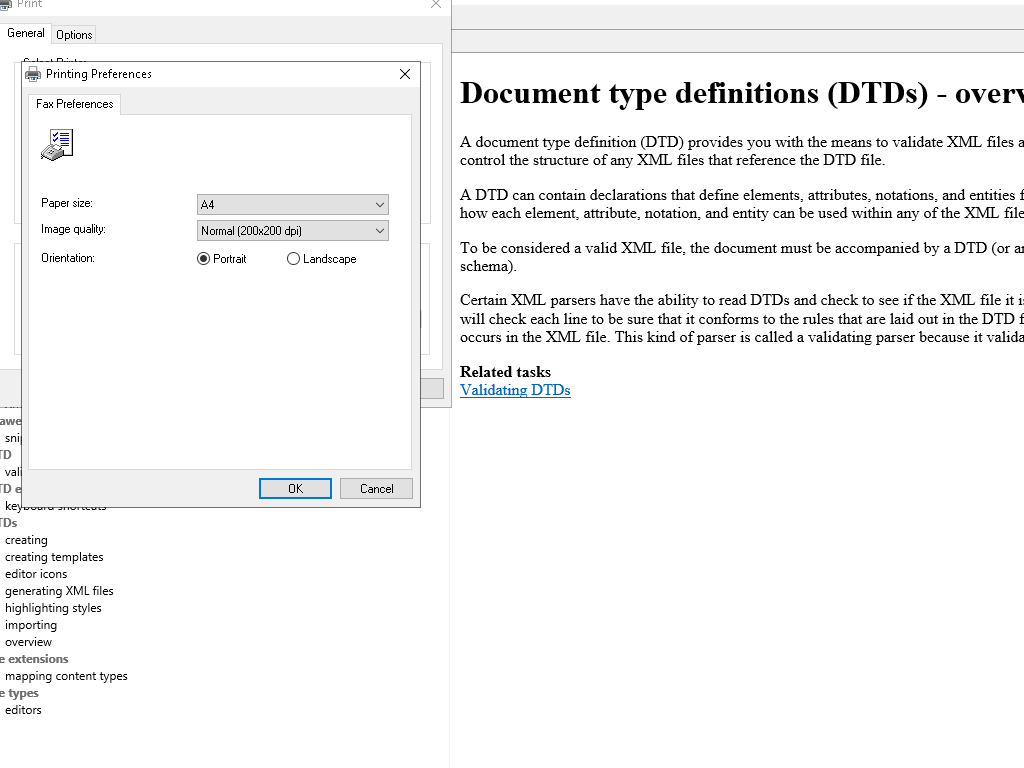 Print
General
Options
Select Printer
Printing Preferences
Fax Preferences
Paper size:
A4
Image quality:
Normal (200x200 dpi)
Orientation:
Portrait
Landscape
OK
Cancel
awe
snip
TD
vali
TD e
keyboard shortcuts
TDs
creating
creating templates
editor icons
generating XML files
highlighting styles
importing
overview
e extensions
mapping content types
e types
editors
Document type definitions (DTDs) - overv
A document type definition (DTD) provides you with the means to validate XML files a
control the structure of any XML files that reference the DTD file.
A DTD can contain declarations that define elements, attributes, notations, and entities f
how each element, attribute, notation, and entity can be used within any of the XML file
To be considered a valid XML file, the document must be accompanied by a DTD (or an
schema).
Certain XML parsers have the ability to read DTDs and check to see if the XML file it is
will check each line to be sure that it conforms to the rules that are laid out in the DTD f
occurs in the XML file. This kind of parser is called a validating parser because it valida
Related tasks
Validating DTDs